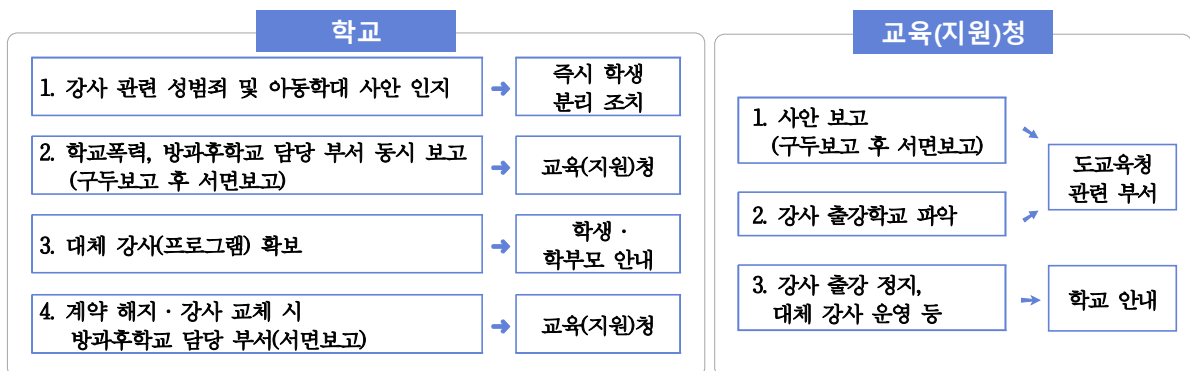 학교
1. 강사 관련 성범죄 및 아동학대 사안 인지
즉시 학생
분리 조치
2. 학교폭력, 방과후학교 담당 부서 동시 보고
(구두보고 후 서면보고)
교육(지원)청
3. 대체 강사(프로그램) 확보
학생 ·
학부모 안내
4. 계약 해지 · 강사 교체 시
방과후학교 담당 부서(서면보고)
교육(지원)청
교육(지원)청
1. 사안 보고
(구두보고 후 서면보고)
2. 강사 출강학교 파악
도교육청
관련 부서
3. 강사 출강 정지,
대체 강사 운영 등
학교 안내